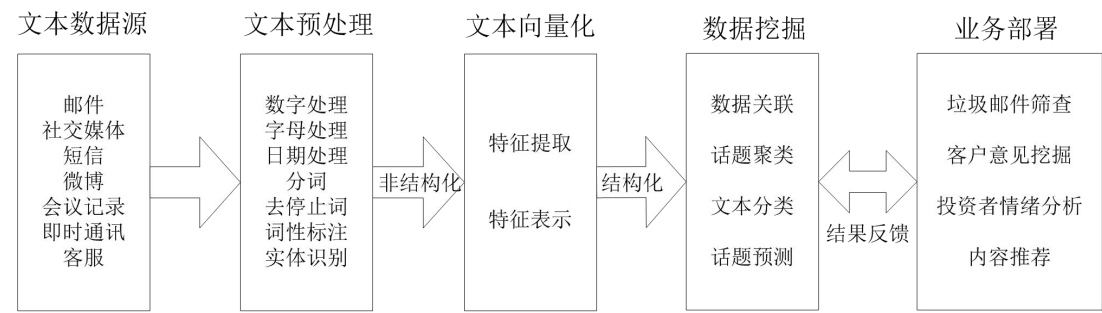 文本数据源
邮件
社交媒体
短信
微博
会议记录
即时通讯
客服
文本预处理
数字处理
字母处理
日期处理
分词
去停止词
词性标注
实体识别
非结构化
文本向量化
特征提取
特征表示
结构化
数据挖掘
数据关联
话题聚类
文本分类
话题预测
结果反馈
业务部署
垃圾邮件筛查
客户意见挖掘
投资者情绪分析
内容推荐